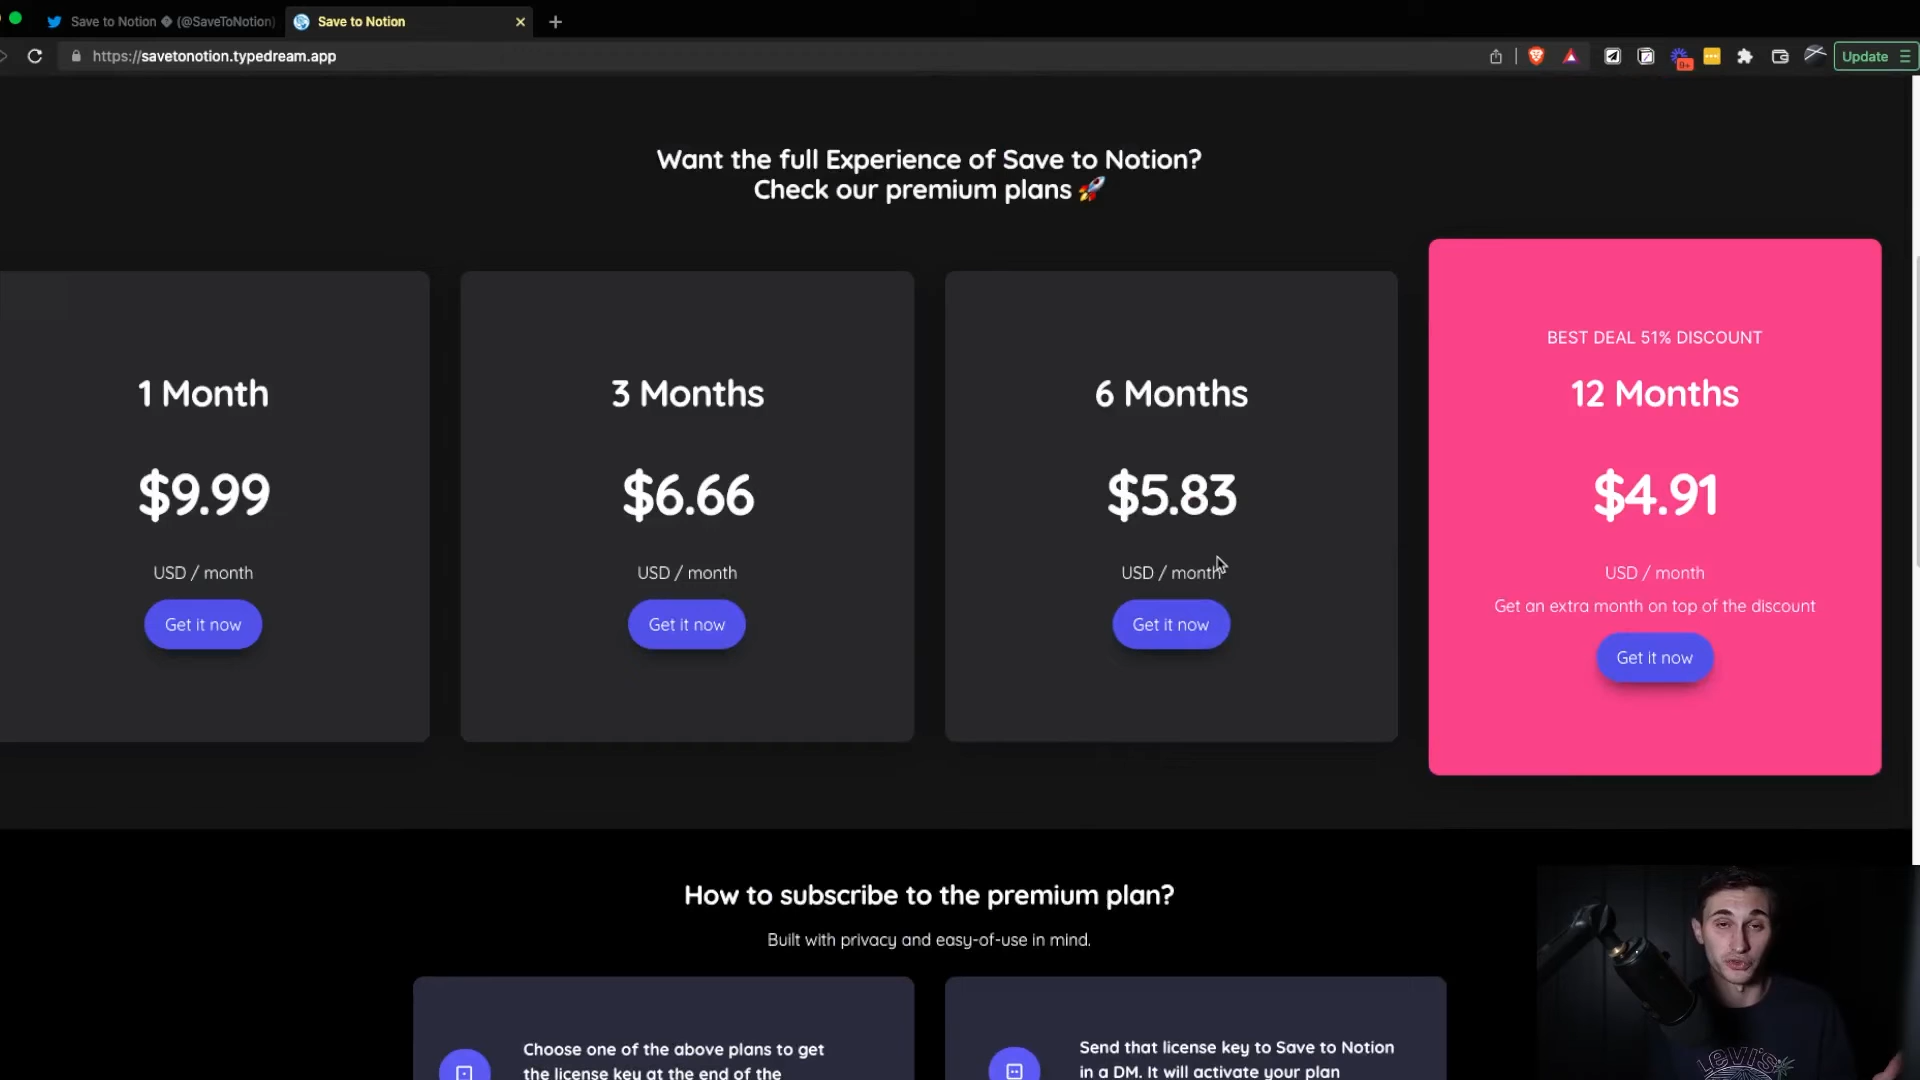 Save to Notion � (@SaveToNotion)
Save to Notion
https://savetonotion.typedream.app
9+
Update
Want the full Experience of Save to Notion?
Check our premium plans 🚀
1 Month
$9.99
USD / month
Get it now
3 Months
$6.66
USD / month
Get it now
6 Months
$5.83
USD / month
Get it now
BEST DEAL 51% DISCOUNT
12 Months
$4.91
USD / month
Get an extra month on top of the discount
Get it now
How to subscribe to the premium plan?
Built with privacy and easy-of-use in mind.
Choose one of the above plans to get
the license key at the end of the
Send that license key to Save to Notion
in a DM. It will activate your plan
LEVI'S